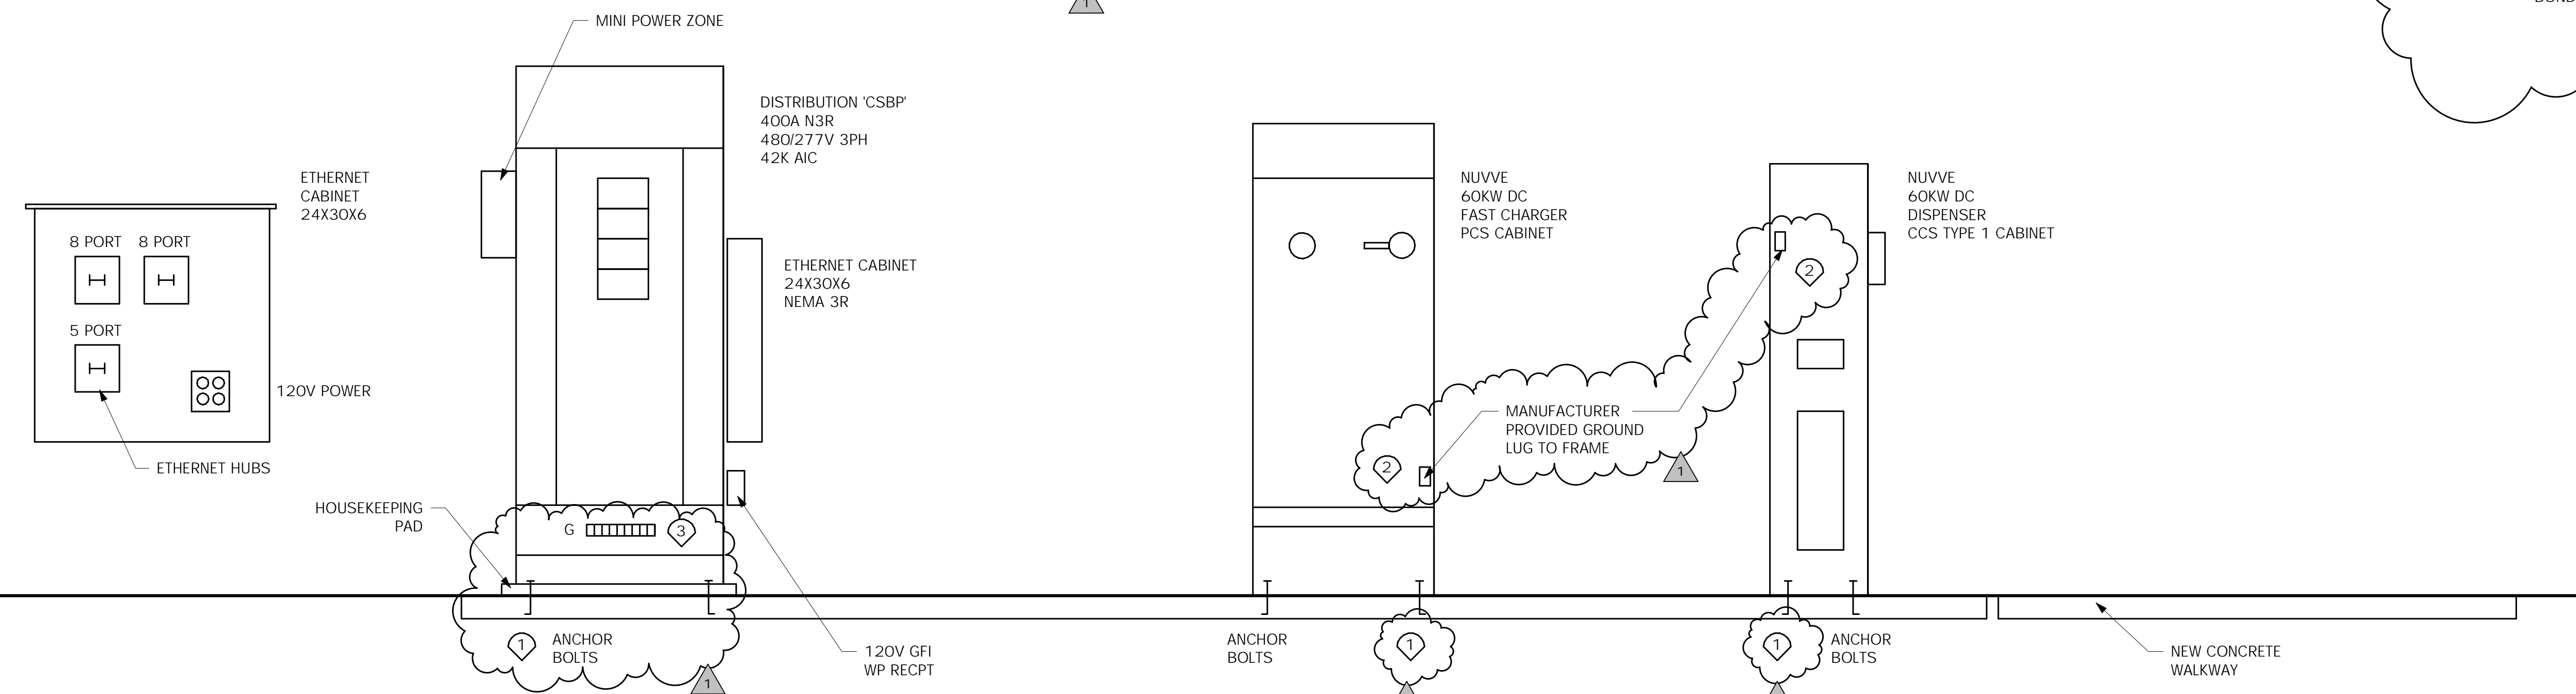 1
BOND
MINI POWER ZONE
DISTRIBUTION 'CSBP'
400A N3R
480/277V 3PH
42K AIC
ETHERNET
CABINET
24X30X6
8 PORT
8 PORT
5 PORT
120V POWER
ETHERNET HUBS
ETHERNET CABINET
24X30X6
NEMA 3R
NUVVE
60KW DC
FAST CHARGER
PCS CABINET
NUVVE
60KW DC
DISPENSER
CCS TYPE 1 CABINET
2
MANUFACTURER
PROVIDED GROUND
LUG TO FRAME
2
1
HOUSEKEEPING
PAD
G
3
1
ANCHOR
BOLTS
1
120V GFI
WP RECPT
ANCHOR
BOLTS
1
1
ANCHOR
BOLTS
NEW CONCRETE
WALKWAY